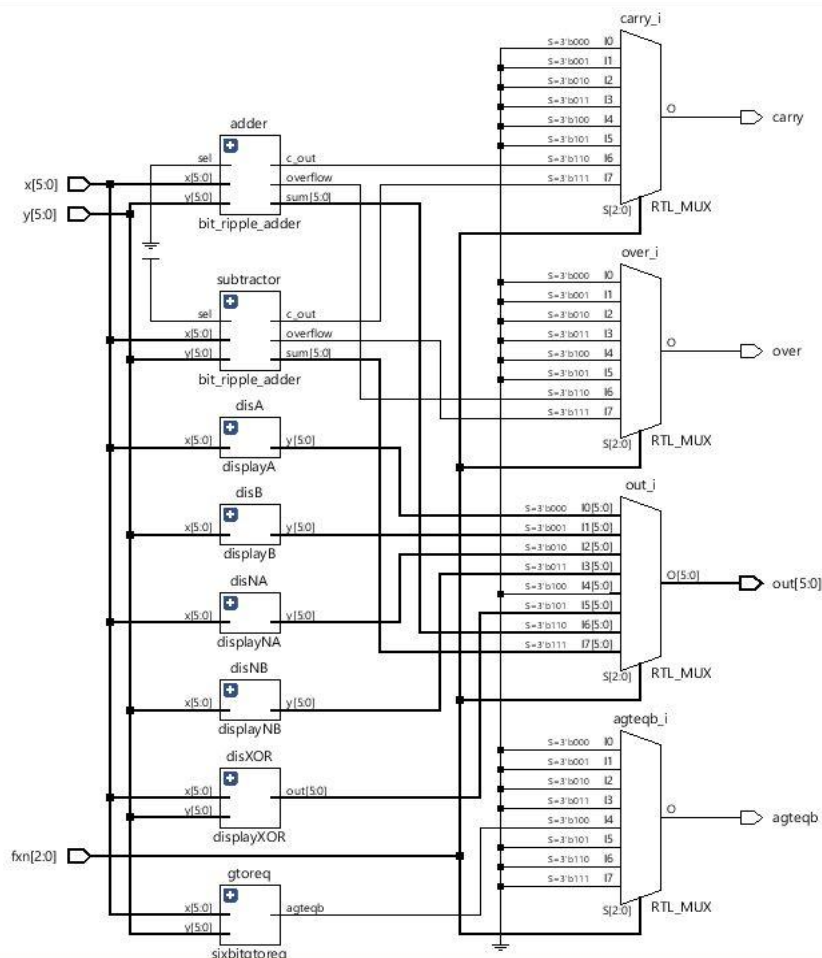 carry_i
S=3'b000 I0
S=3'b001 I1
S=3'b010 I2
S=3'b011 I3
S=3'b100 I4
S=3'b101 I5
S=3'b110 I6
S=3'b111 I7
S[2:0]
RTL_MUX
O
carry
adder
sel
x[5:0]
y[5:0]
c_out
overflow
sum[5:0]
bit_ripple_adder
x[5:0]
y[5:0]
over_i
S=3'b000 I0
S=3'b001 I1
S=3'b010 I2
S=3'b011 I3
S=3'b100 I4
S=3'b101 I5
S=3'b110 I6
S=3'b111 I7
S[2:0]
RTL_MUX
O
over
subtractor
sel
x[5:0]
y[5:0]
c_out
overflow
sum[5:0]
bit_ripple_adder
disA
x[5:0] y[5:0]
displayA
disB
x[5:0] y[5:0]
displayB
disNA
x[5:0] y[5:0]
displayNA
disNB
x[5:0] y[5:0]
displayNB
out_i
S=3'b000 I0[5:0]
S=3'b001 I1[5:0]
S=3'b010 I2[5:0]
S=3'b011 I3[5:0]
S=3'b100 I4[5:0]
S=3'b101 I5[5:0]
S=3'b110 I6[5:0]
S=3'b111 I7[5:0]
S[2:0]
RTL_MUX
O[5:0]
out[5:0]
disXOR
x[5:0]
y[5:0]
out[5:0]
displayXOR
fxn[2:0]
gtoreq
x[5:0]
y[5:0]
agteqb
sixbitgtoreq
agteqb_i
S=3'b000 I0
S=3'b001 I1
S=3'b010 I2
S=3'b011 I3
S=3'b100 I4
S=3'b101 I5
S=3'b110 I6
S=3'b111 I7
S[2:0]
RTL_MUX
O
agteqb